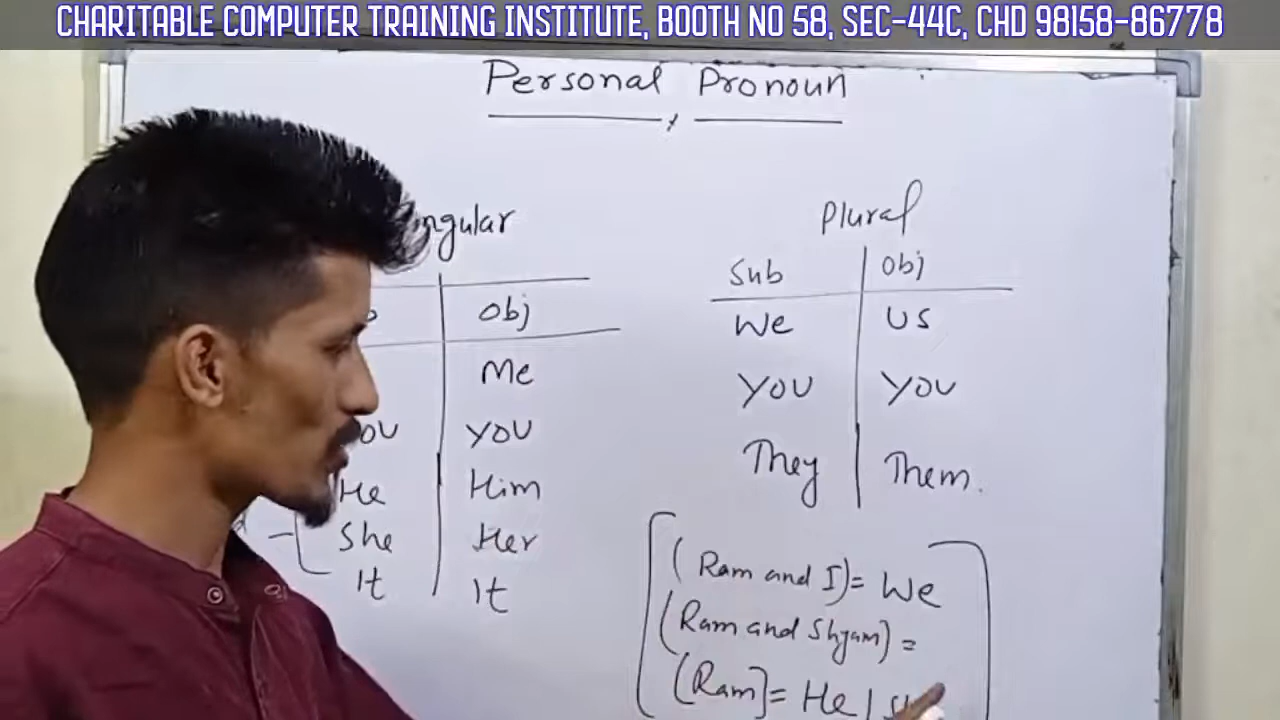 CHARITABLE COMPUTER TRAINING INSTITUTE, BOOTH NO 58, SEC-44C, CHD 98158-86778
Personal Pronoun
Plural
Obj
Sub Obj
Me
We US
YOU
YOU YOU
He Him
They Them.
She Her
It It
(Ram and I) = We
(Ram and Shyam) =
(Ram] = He |